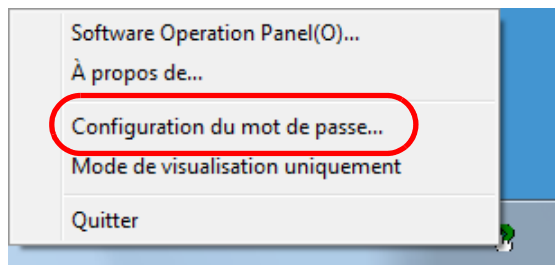 Software Operation Panel(O)...
À propos de...
Configuration du mot de passe...
Mode de visualisation uniquement
Quitter